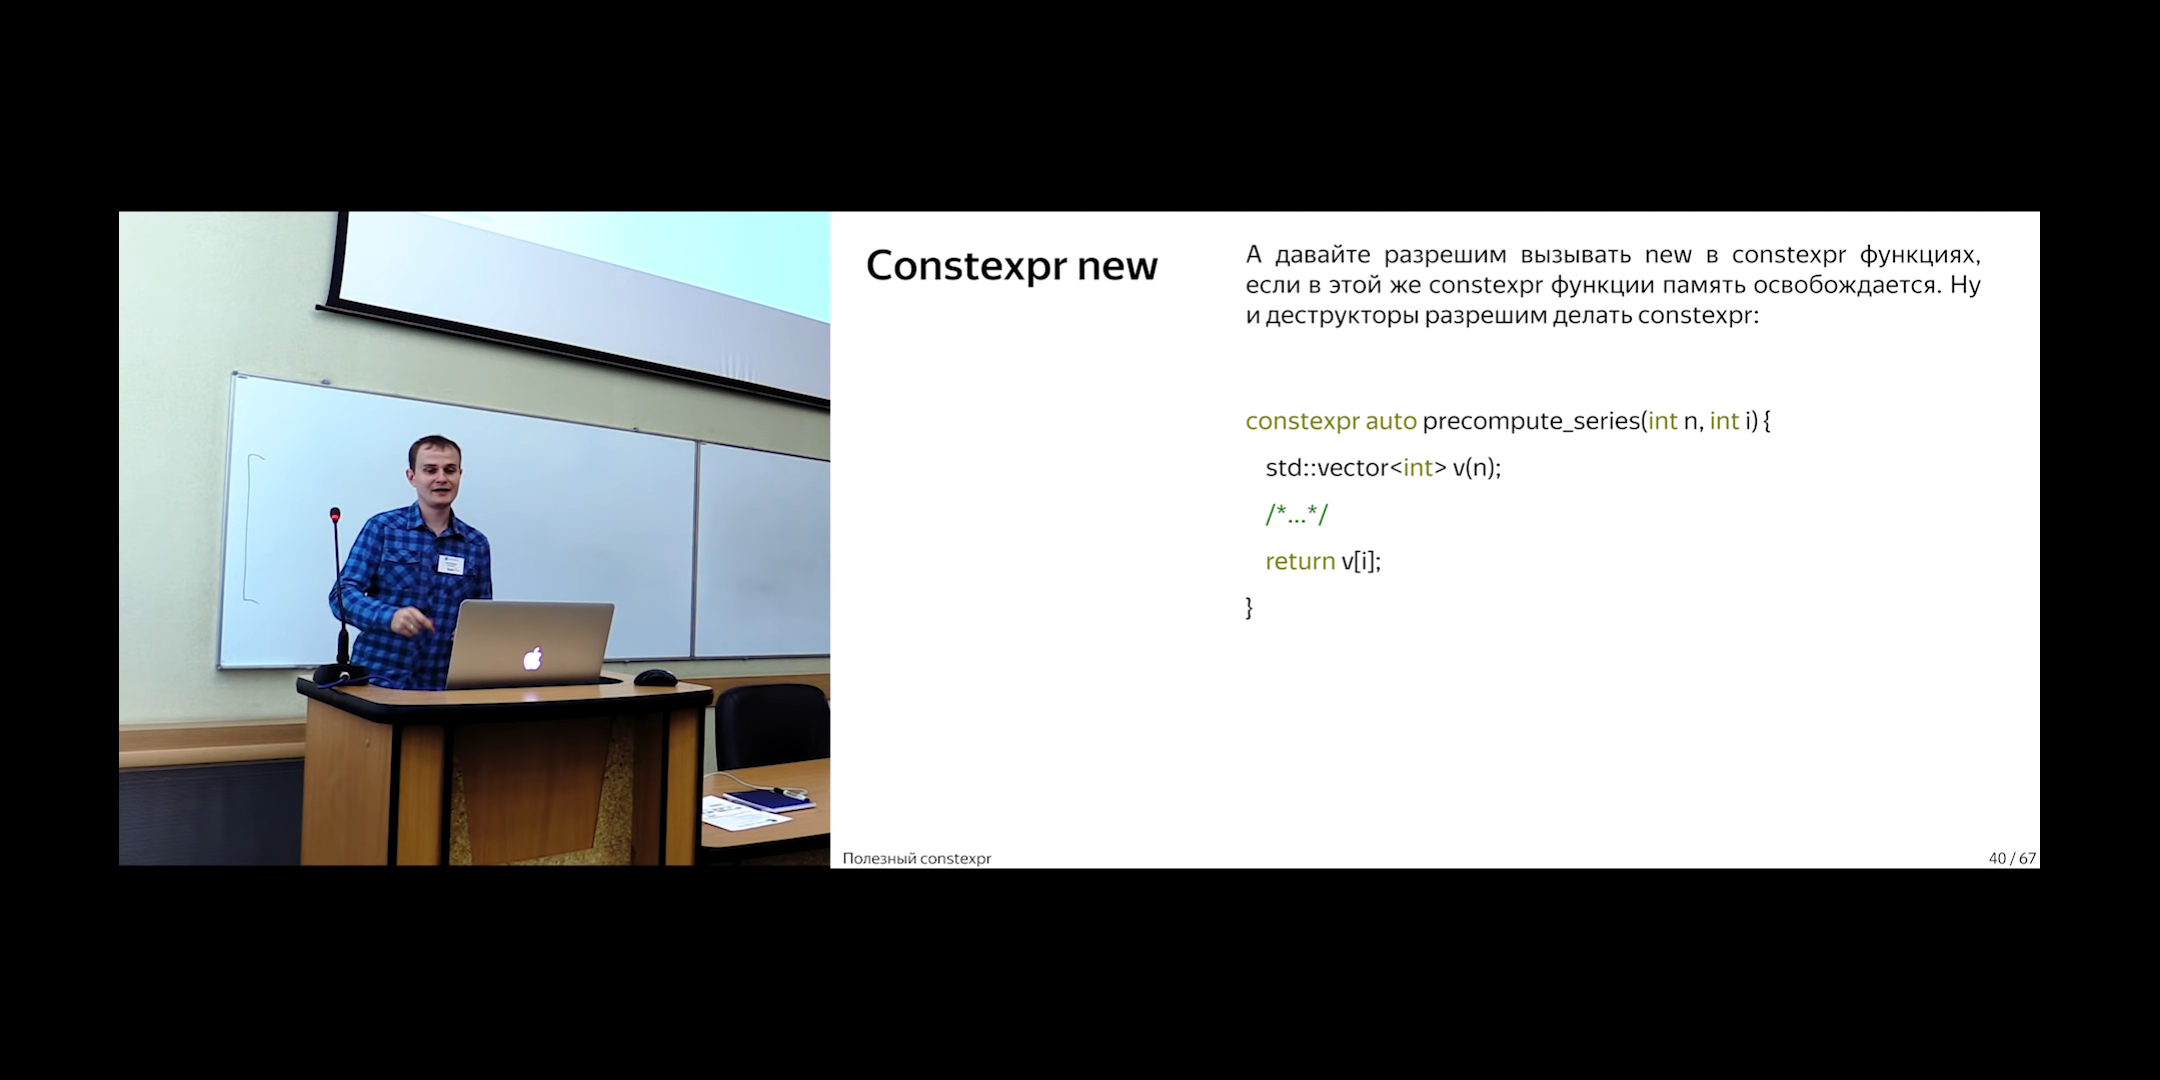 Constexpr new
А давайте разрешим вызывать new в constexpr функциях,
если в этой же constexpr функции память освобождается. Ну
и деструкторы разрешим делать constexpr:
constexpr auto precompute_series(int n, int i) {
std::vector<int> v(n);
/*...*/
return v[i];
}
Полезный constexpr
40 / 67